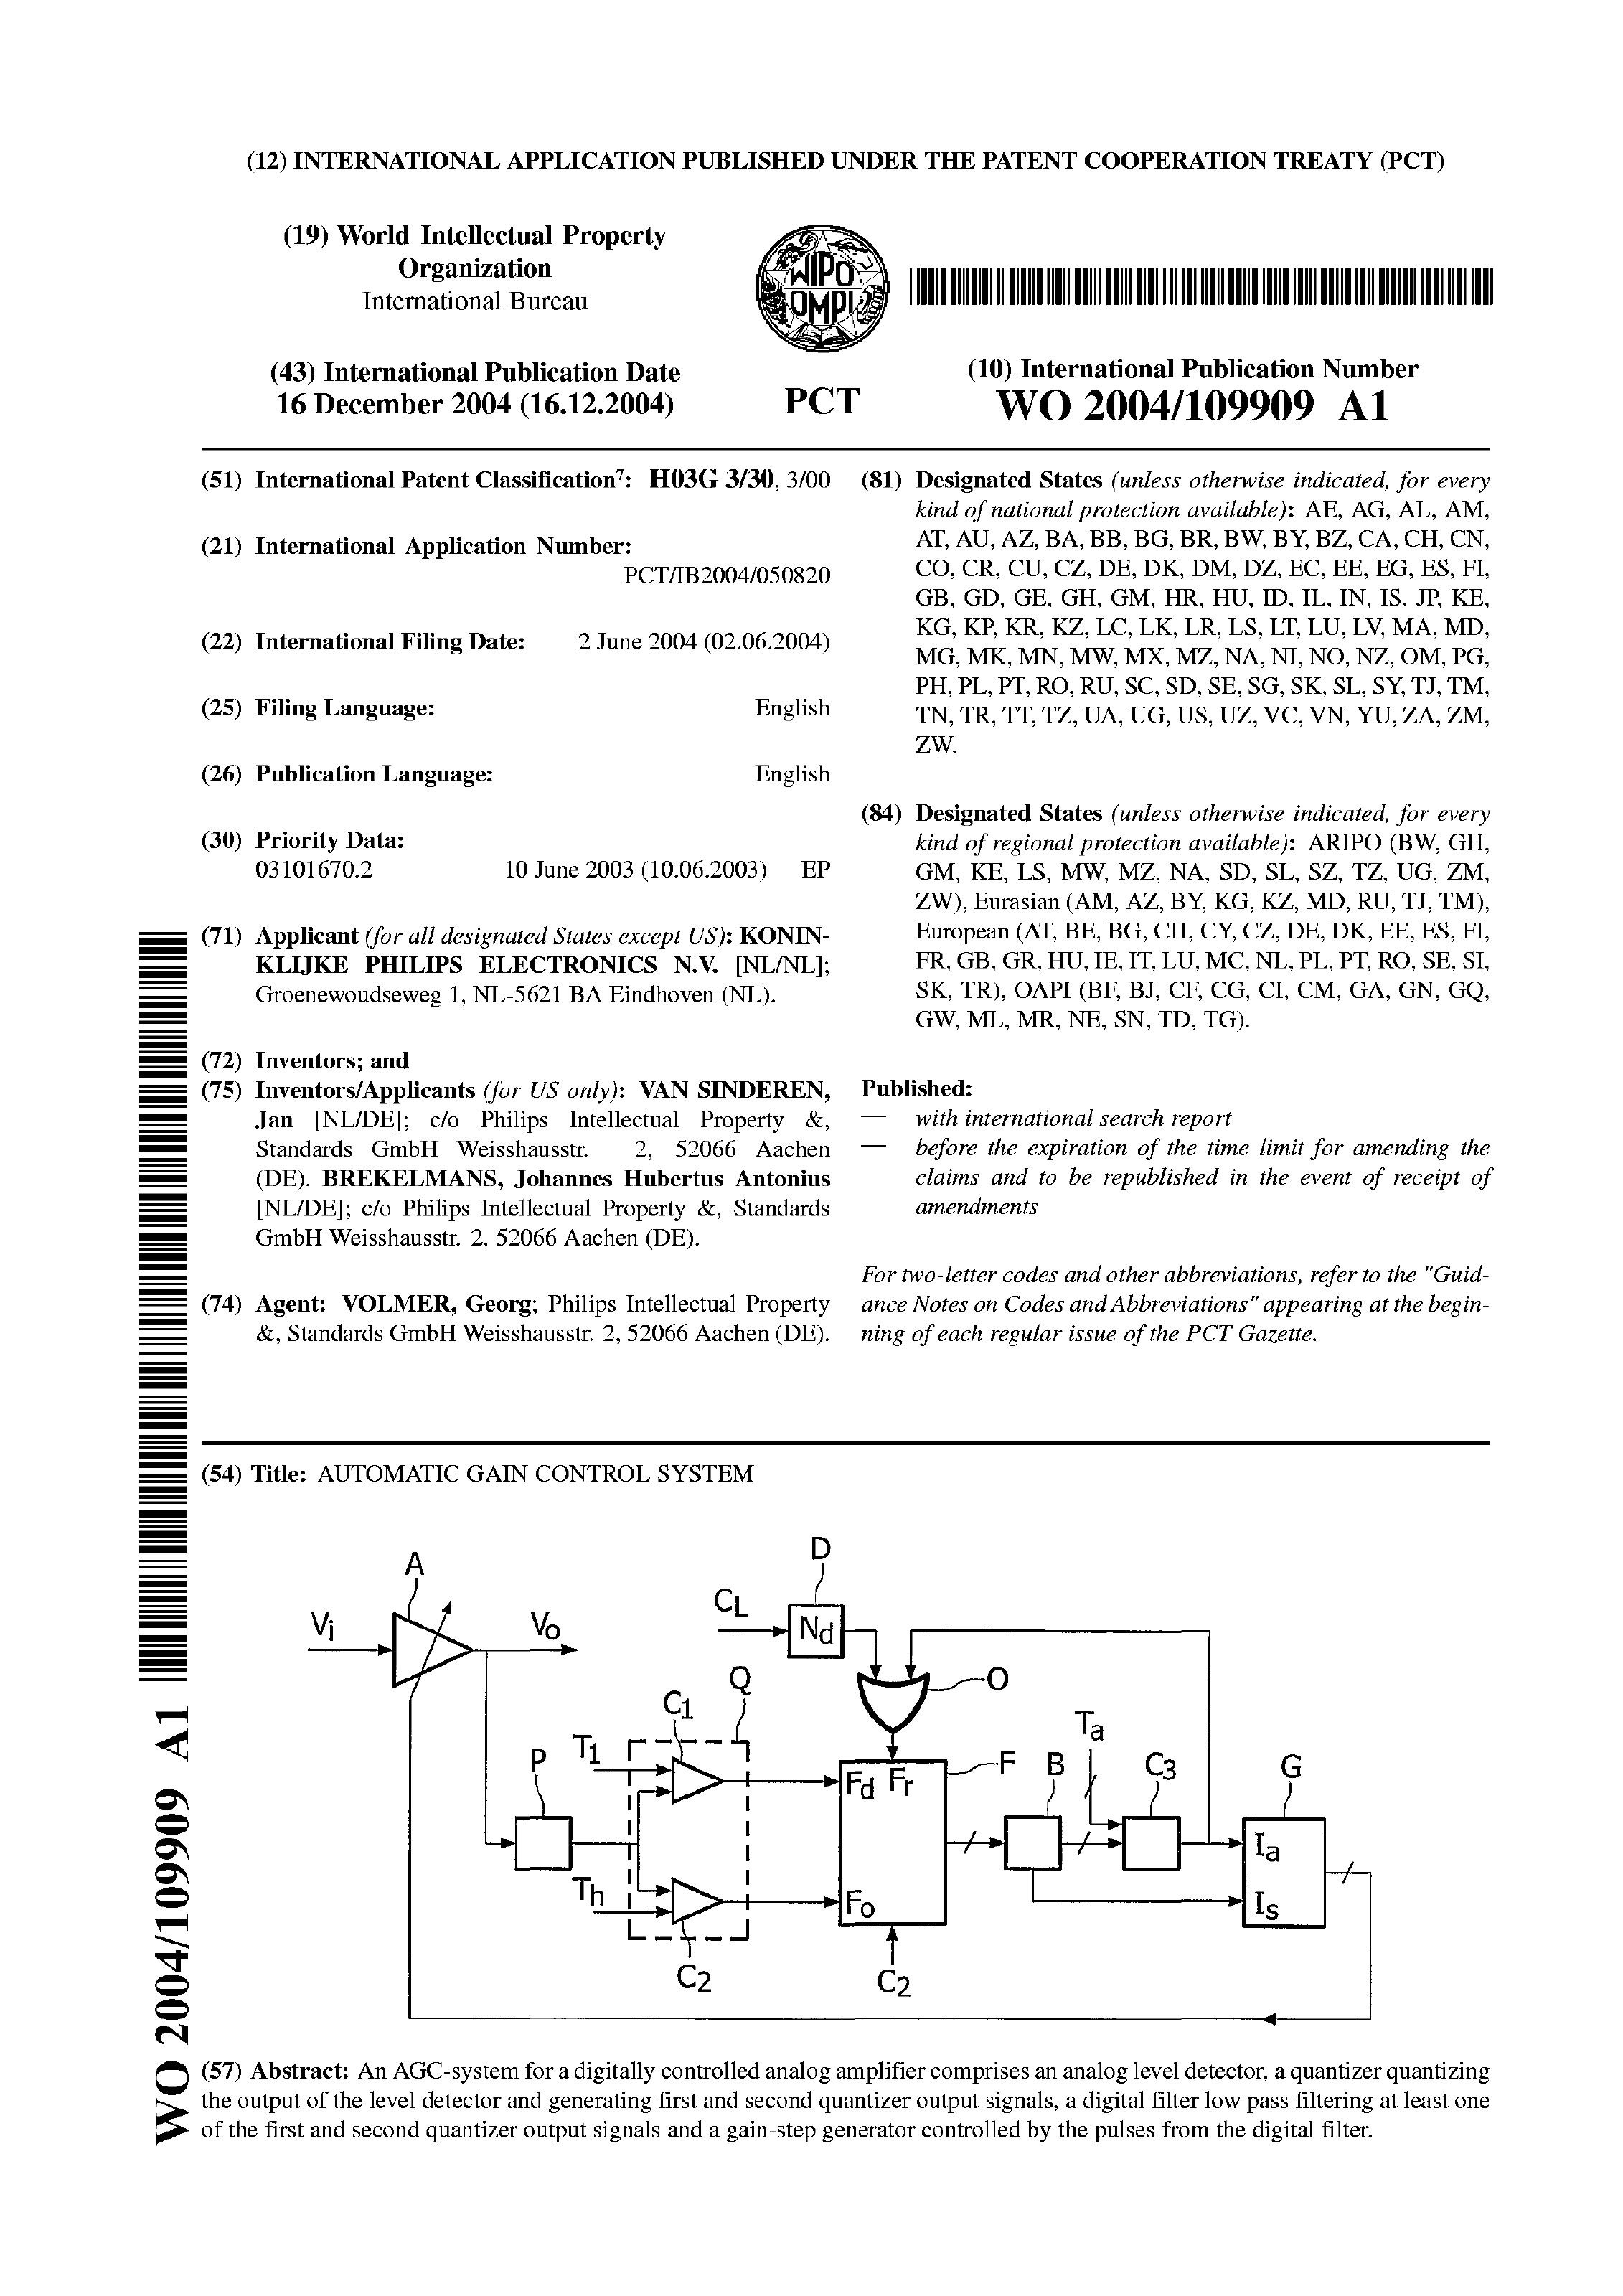 (12) INTERNATIONAL APPLICATION PUBLISHED UNDER THE PATENT COOPERATION TREATY (PCT)
(19) World Intellectual Property
Organization
International Bureau
WIPO
OMPI
(43) International Publication Date
16 December 2004 (16.12.2004)
PCT
(10) International Publication Number
WO 2004/109909 A1
(51) International Patent Classification7: H03G 3/30, 3/00
(21) International Application Number:
PCT/IB2004/050820
(22) International Filing Date: 2 June 2004 (02.06.2004)
(25) Filing Language: English
(26) Publication Language: English
(30) Priority Data:
03101670.2 10 June 2003 (10.06.2003) EP
(71) Applicant (for all designated States except US): KONIN-
KLIJKE PHILIPS ELECTRONICS N.V. [NL/NL];
Groenewoudseweg 1, NL-5621 BA Eindhoven (NL).
(72) Inventors; and
(75) Inventors/Applicants (for US only): VAN SINDEREN,
Jan [NL/DE]; c/o Philips Intellectual Property &,
Standards GmbH Weisshausstr. 2, 52066 Aachen
(DE). BREKELMANS, Johannes Hubertus Antonius
[NL/DE]; c/o Philips Intellectual Property &, Standards
GmbH Weisshausstr. 2, 52066 Aachen (DE).
(74) Agent: VOLMER, Georg; Philips Intellectual Property
&, Standards GmbH Weisshausstr. 2, 52066 Aachen (DE).
(81) Designated States (unless otherwise indicated, for every
kind of national protection available): AE, AG, AL, AM,
AT, AU, AZ, BA, BB, BG, BR, BW, BY, BZ, CA, CH, CN,
CO, CR, CU, CZ, DE, DK, DM, DZ, EC, EE, EG, ES, FI,
GB, GD, GE, GH, GM, HR, HU, ID, IL, IN, IS, JP, KE,
KG, KP, KR, KZ, LC, LK, LR, LS, LT, LU, LV, MA, MD,
MG, MK, MN, MW, MX, MZ, NA, NI, NO, NZ, OM, PG,
PH, PL, PT, RO, RU, SC, SD, SE, SG, SK, SL, SY, TJ, TM,
TN, TR, TT, TZ, UA, UG, US, UZ, VC, VN, YU, ZA, ZM,
ZW.
(84) Designated States (unless otherwise indicated, for every
kind of regional protection available): ARIPO (BW, GH,
GM, KE, LS, MW, MZ, NA, SD, SL, SZ, TZ, UG, ZM,
ZW), Eurasian (AM, AZ, BY, KG, KZ, MD, RU, TJ, TM),
European (AT, BE, BG, CH, CY, CZ, DE, DK, EE, ES, FI,
FR, GB, GR, HU, IE, IT, LU, MC, NL, PL, PT, RO, SE, SI,
SK, TR), OAPI (BF, BJ, CF, CG, CI, CM, GA, GN, GQ,
GW, ML, MR, NE, SN, TD, TG).
Published:
— with international search report
— before the expiration of the time limit for amending the
claims and to be republished in the event of receipt of
amendments
For two-letter codes and other abbreviations, refer to the "Guid-
ance Notes on Codes and Abbreviations" appearing at the begin-
ning of each regular issue of the PCT Gazette.
(54) Title: AUTOMATIC GAIN CONTROL SYSTEM
D
A
CL
Vi
Vo
Nd
Q
O
C1
Ta
T1
P
F
B
C3
G
Fd Fr
Ia
Th
Fo
Is
C2
C2
WO 2004/109909 A1
(57) Abstract: An AGC-system for a digitally controlled analog amplifier comprises an analog level detector, a quantizer quantizing
the output of the level detector and generating first and second quantizer output signals, a digital filter low pass filtering at least one
of the first and second quantizer output signals and a gain-step generator controlled by the pulses from the digital filter.